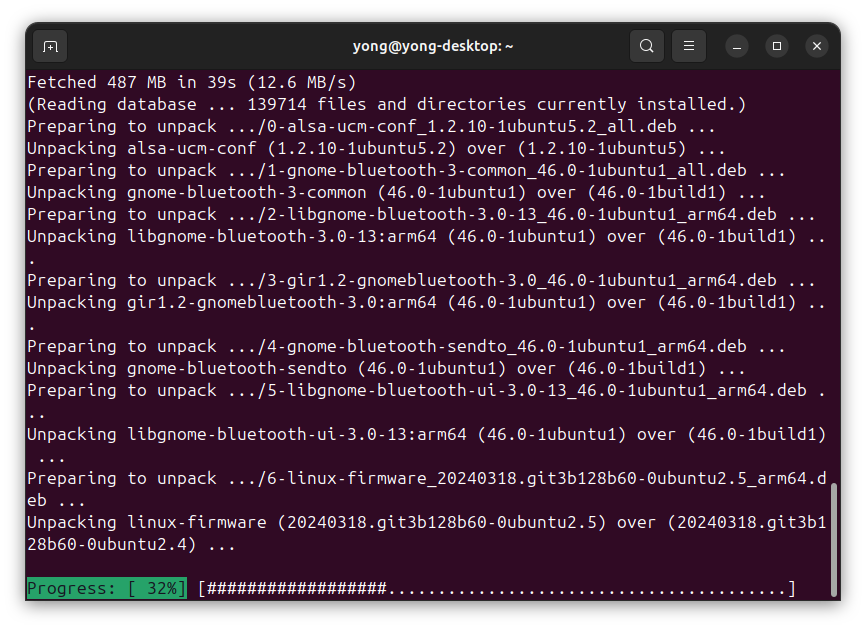 yong@yong-desktop: ~
Fetched 487 MB in 39s (12.6 MB/s)
(Reading database ... 139714 files and directories currently installed.)
Preparing to unpack .../0-alsa-ucm-conf_1.2.10-1ubuntu5.2_all.deb ...
Unpacking alsa-ucm-conf (1.2.10-1ubuntu5.2) over (1.2.10-1ubuntu5) ...
Preparing to unpack .../1-gnome-bluetooth-3-common_46.0-1ubuntu1_all.deb ...
Unpacking gnome-bluetooth-3-common (46.0-1ubuntu1) over (46.0-1build1) ...
Preparing to unpack .../2-libgnome-bluetooth-3.0-13_46.0-1ubuntu1_arm64.deb ...
Unpacking libgnome-bluetooth-3.0-13:arm64 (46.0-1ubuntu1) over (46.0-1build1) ..
.
Preparing to unpack .../3-gir1.2-gnomebluetooth-3.0_46.0-1ubuntu1_arm64.deb ...
Unpacking gir1.2-gnomebluetooth-3.0:arm64 (46.0-1ubuntu1) over (46.0-1build1) ..
.
Preparing to unpack .../4-gnome-bluetooth-sendto_46.0-1ubuntu1_arm64.deb ...
Unpacking gnome-bluetooth-sendto (46.0-1ubuntu1) over (46.0-1build1) ...
Preparing to unpack .../5-libgnome-bluetooth-ui-3.0-13_46.0-1ubuntu1_arm64.deb .
..
Unpacking libgnome-bluetooth-ui-3.0-13:arm64 (46.0-1ubuntu1) over (46.0-1build1)
 ...
Preparing to unpack .../6-linux-firmware_20240318.git3b128b60-0ubuntu2.5_arm64.d
eb ...
Unpacking linux-firmware (20240318.git3b128b60-0ubuntu2.5) over (20240318.git3b1
28b60-0ubuntu2.4) ...
Progress: [ 32%] [##################........................................]